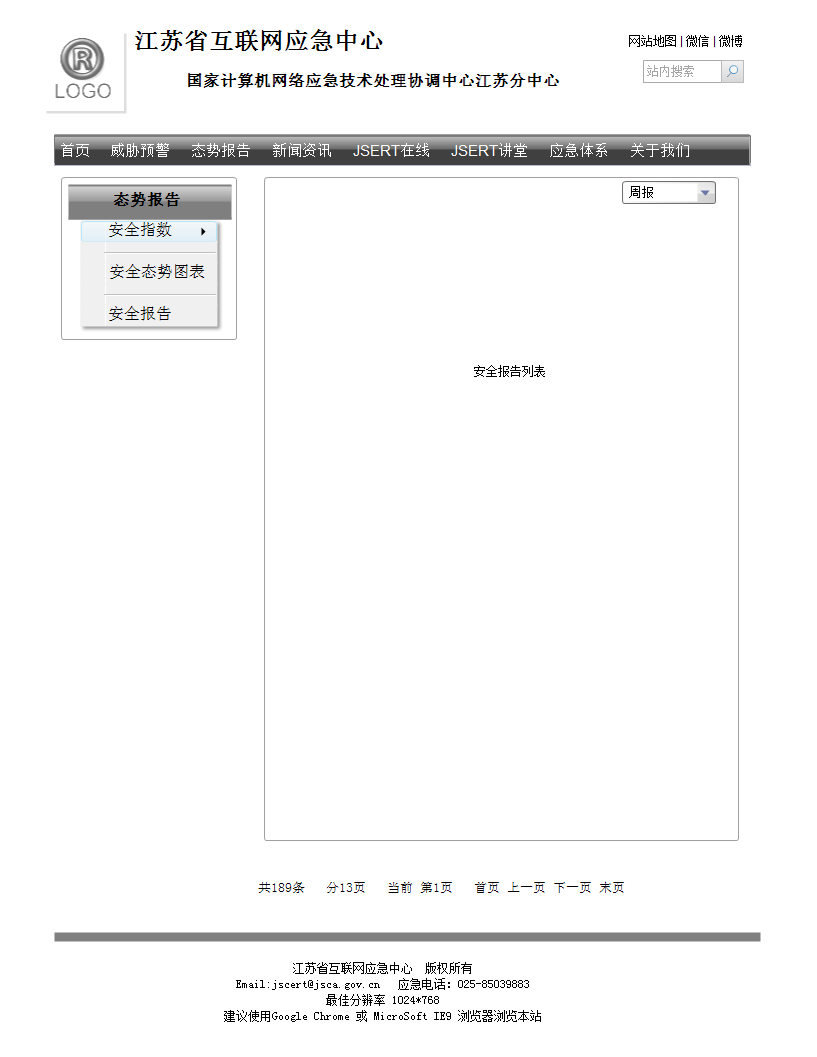 江苏省互联网应急中心
国家计算机网络应急技术处理协调中心江苏分中心
网站地图 | 微信 | 微博
站内搜索
R
LOGO
首页 威胁预警 态势报告 新闻资讯 JSERT在线 JSERT讲堂 应急体系 关于我们
态势报告
安全指数
安全态势图表
安全报告
周报
安全报告列表
共189条 分13页 当前 第1页 首页 上一页 下一页 末页
江苏省互联网应急中心 版权所有
Email:jscert@jsca.gov.cn 应急电话：025-85039883
最佳分辨率 1024*768
建议使用Google Chrome 或 MicroSoft IE9 浏览器浏览本站